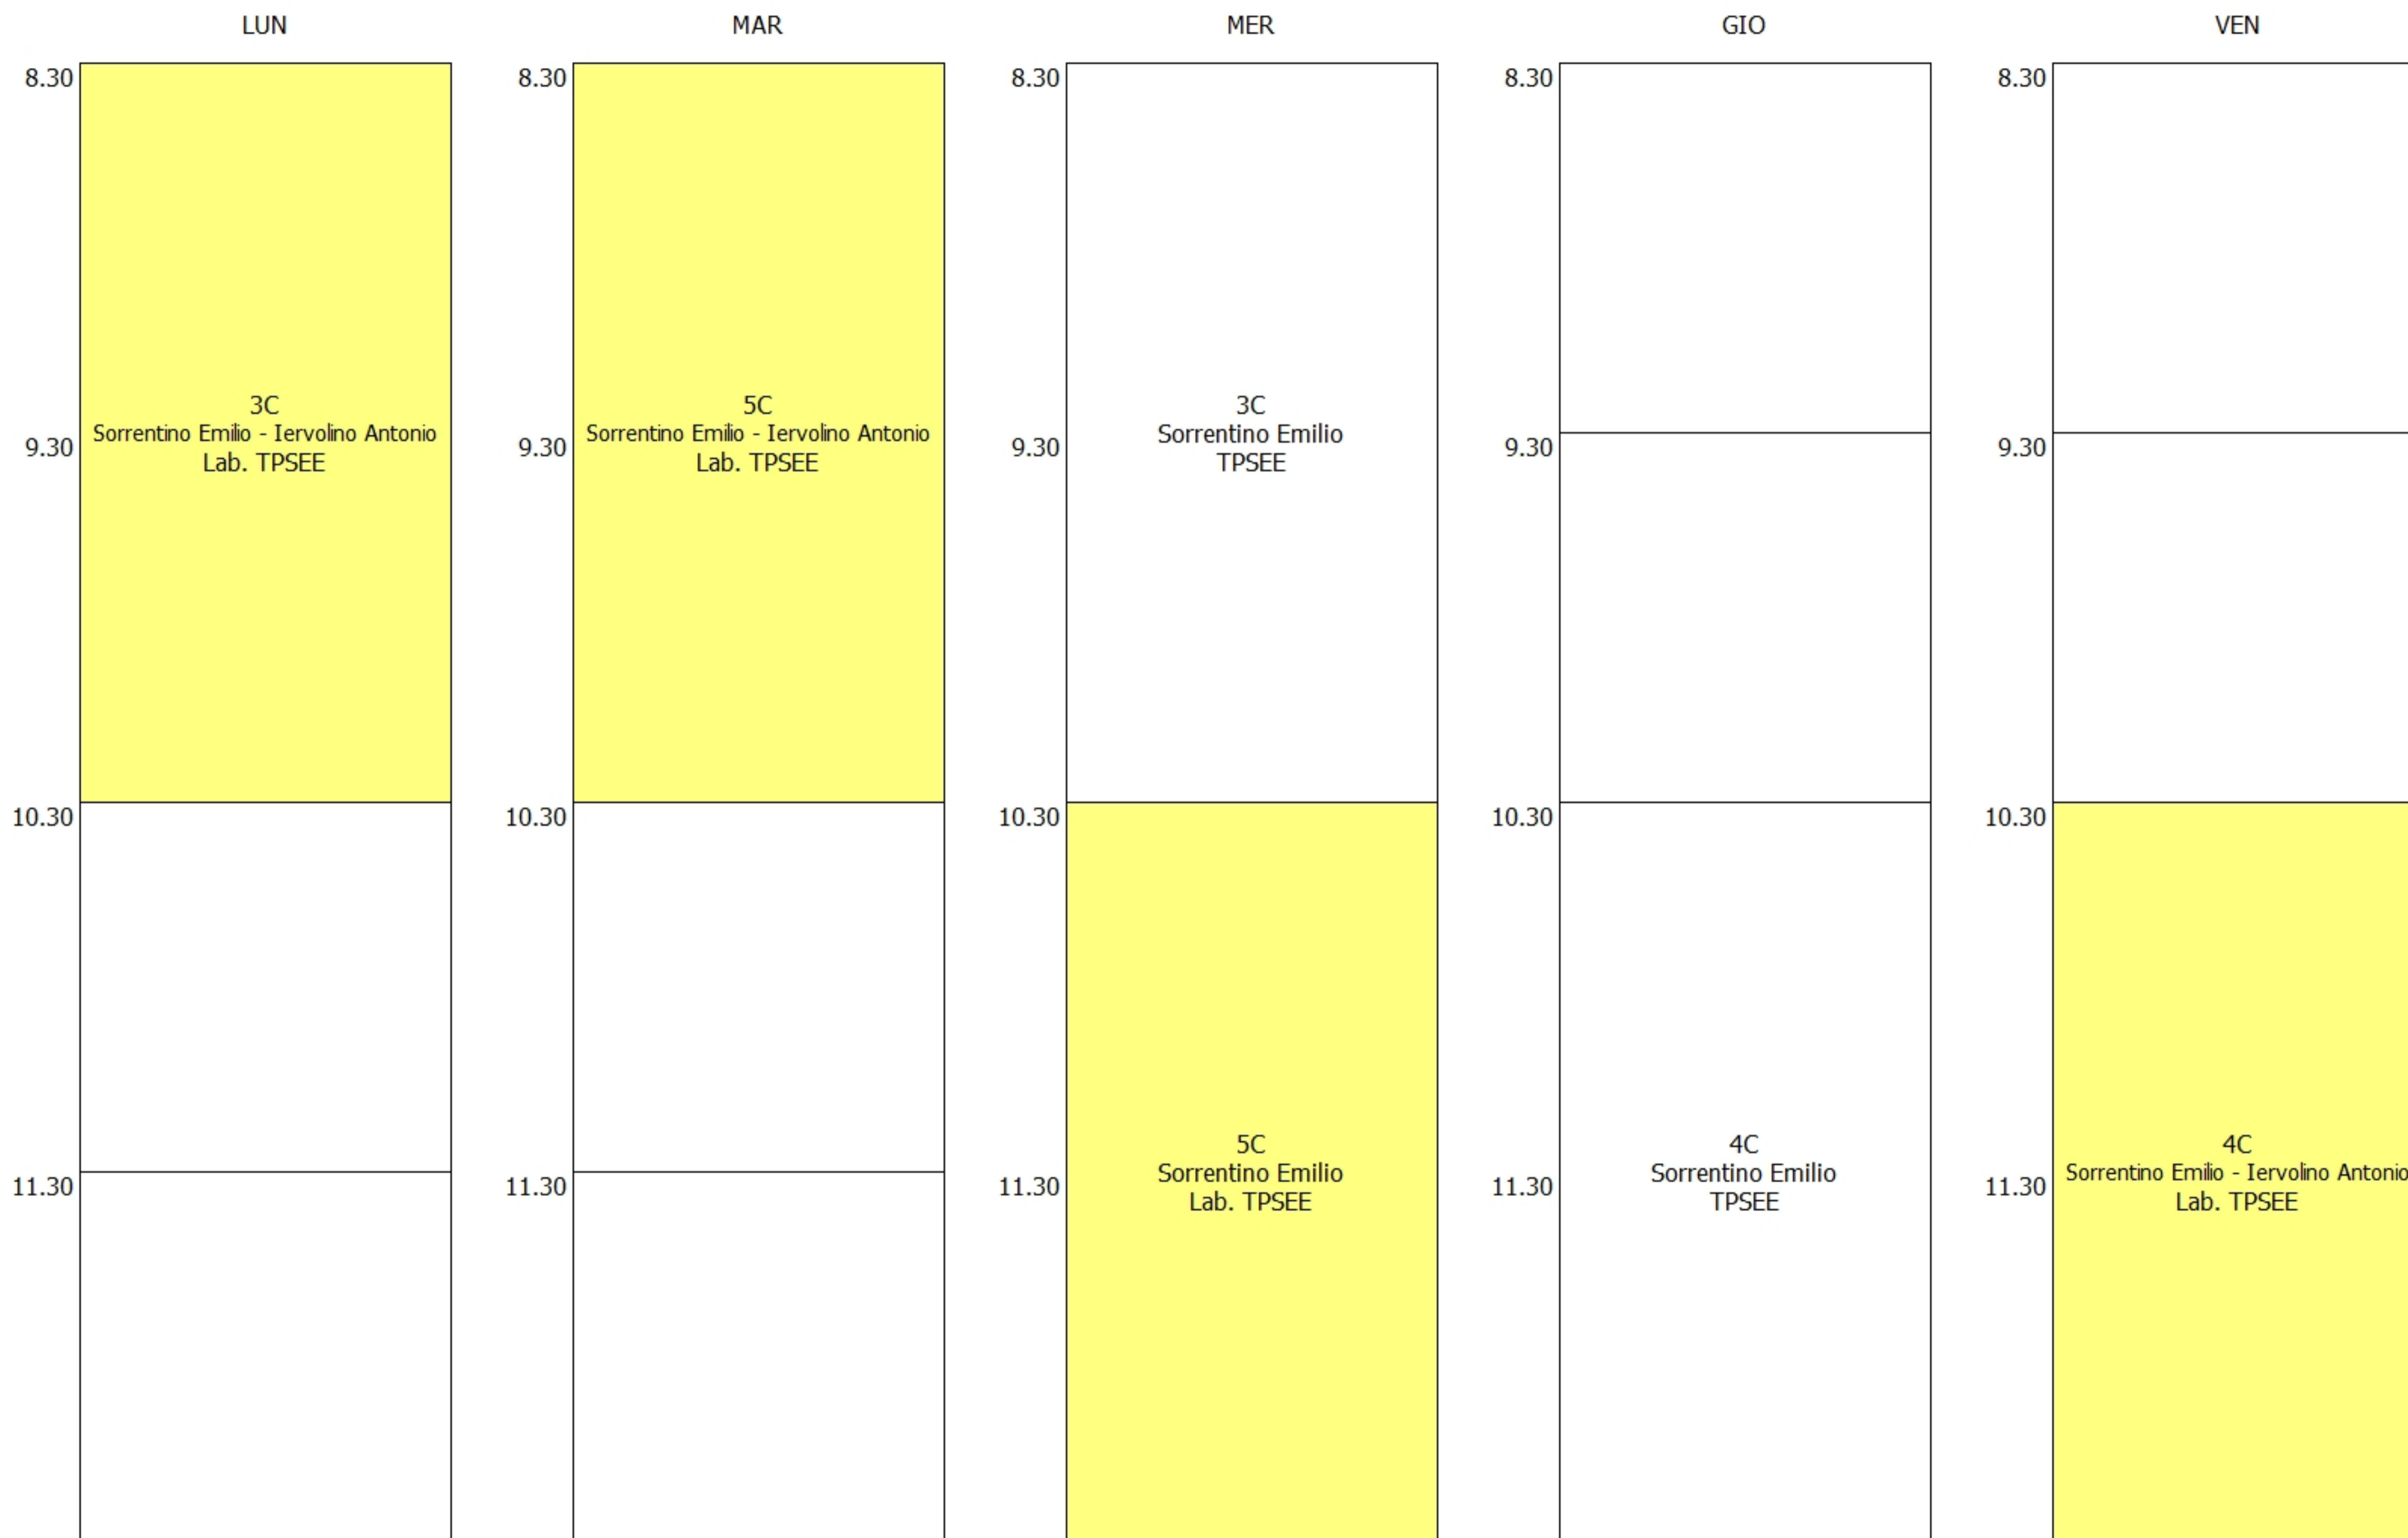 LUN
MAR
MER
GIO
VEN
8.30
8.30
8.30
8.30
8.30
3C
Sorrentino Emilio - Iervolino Antonio
Lab. TPSEE
5C
Sorrentino Emilio - Iervolino Antonio
Lab. TPSEE
3C
Sorrentino Emilio
TPSEE
9.30
9.30
9.30
9.30
9.30
10.30
10.30
10.30
10.30
10.30
5C
Sorrentino Emilio
Lab. TPSEE
4C
Sorrentino Emilio
TPSEE
4C
Sorrentino Emilio - Iervolino Antonio
Lab. TPSEE
11.30
11.30
11.30
11.30
11.30